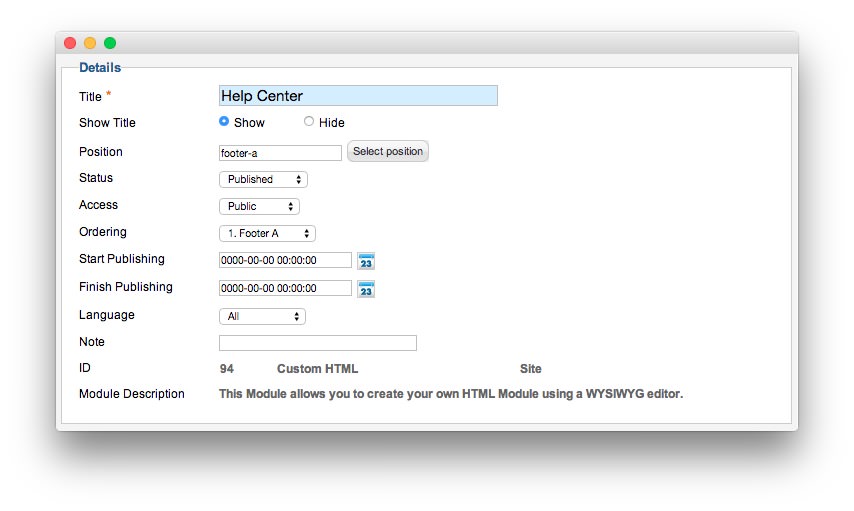 Details
Title *
Help Center
Show Title
Show
Hide
Position
footer-a
Select position
Status
Published
Access
Public
Ordering
1. Footer A
Start Publishing
0000-00-00 00:00:00
23
Finish Publishing
0000-00-00 00:00:00
23
Language
All
Note
ID
94
Custom HTML
Site
Module Description
This Module allows you to create your own HTML Module using a WYSIWYG editor.